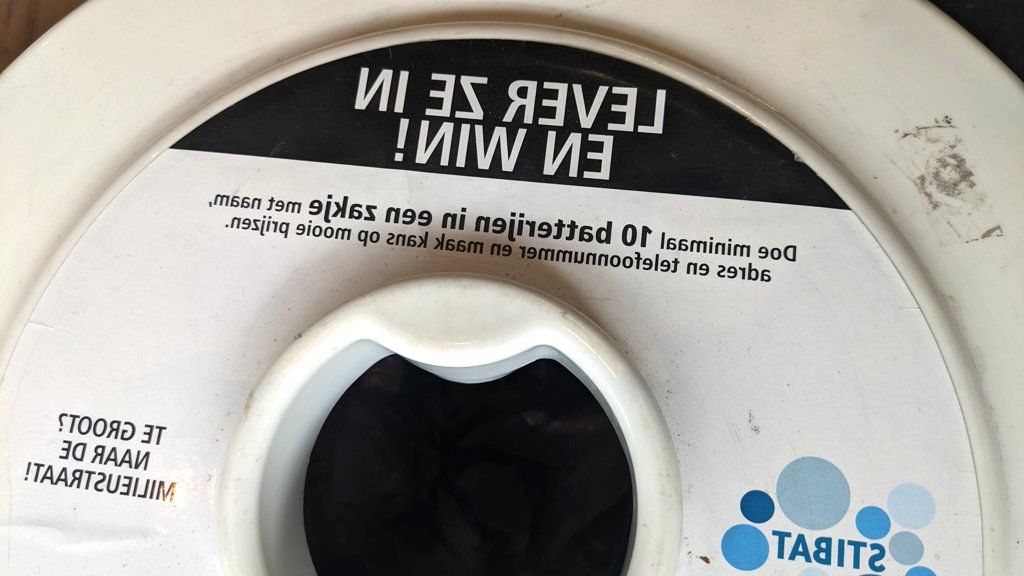 LEVER ZE IN
EN WIN!
Doe minimaal 10 batterijen in een zakje met naam,
adres en telefoonnummer en maak kans op mooie prijzen.
TE GROOT?
NAAR DE
MILIEUSTRAAT!
STIBAT